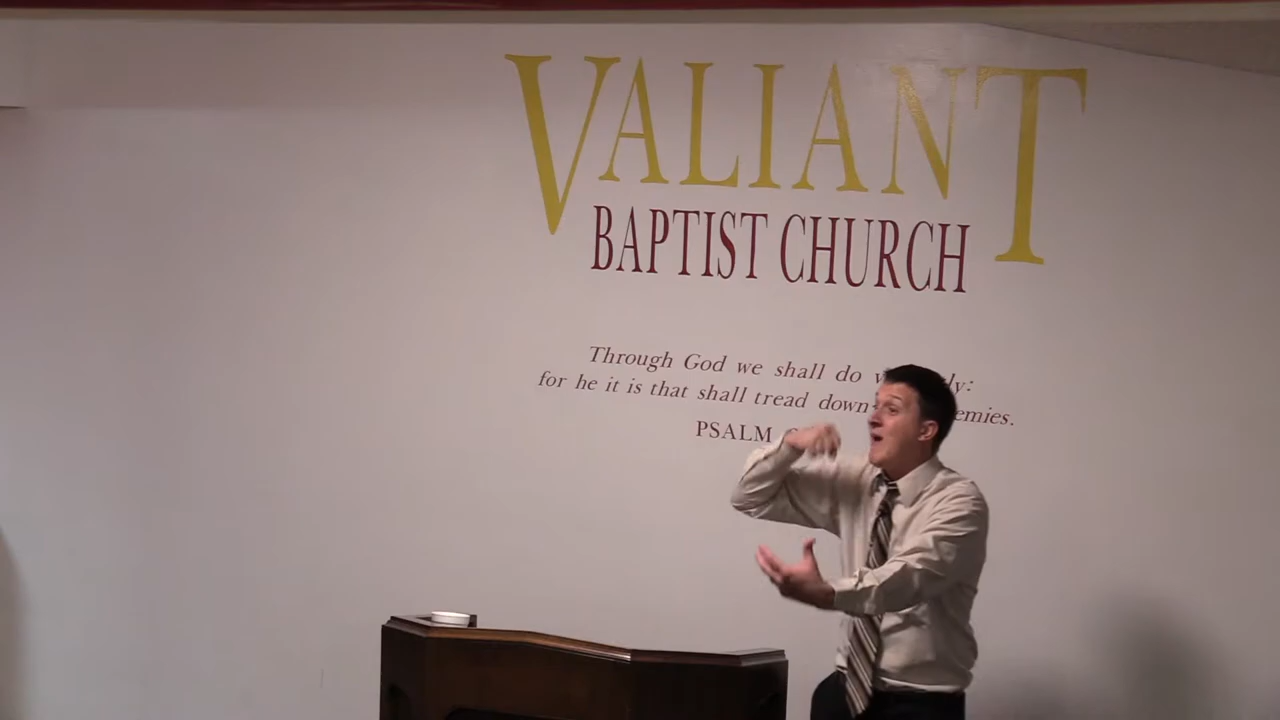 VALIANT
BAPTIST CHURCH
Through God we shall do
for he it is that shall tread down
PSALM